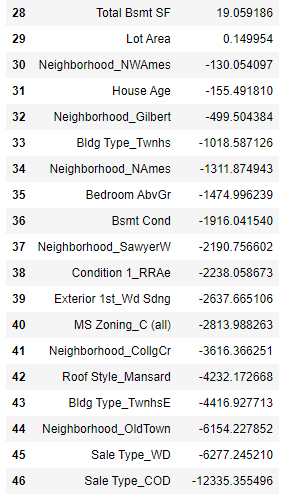 28 Total Bsmt SF 19.059186
29 Lot Area 0.149954
30 Neighborhood_NWAmes -130.054097
31 House Age -155.491810
32 Neighborhood_Gilbert -499.504384
33 Bldg Type_Twnhs -1018.587126
34 Neighborhood_NAmes -1311.874943
35 Bedroom AbvGr -1474.996239
36 Bsmt Cond -1916.041540
37 Neighborhood_SawyerW -2190.756602
38 Condition 1_RRAe -2238.058673
39 Exterior 1st_Wd Sdng -2637.665106
40 MS Zoning_C (all) -2813.988263
41 Neighborhood_CollgCr -3616.366251
42 Roof Style_Mansard -4232.172668
43 Bldg Type_TwnhsE -4416.927713
44 Neighborhood_OldTown -6154.227852
45 Sale Type_WD -6277.245210
46 Sale Type_COD -12335.355496